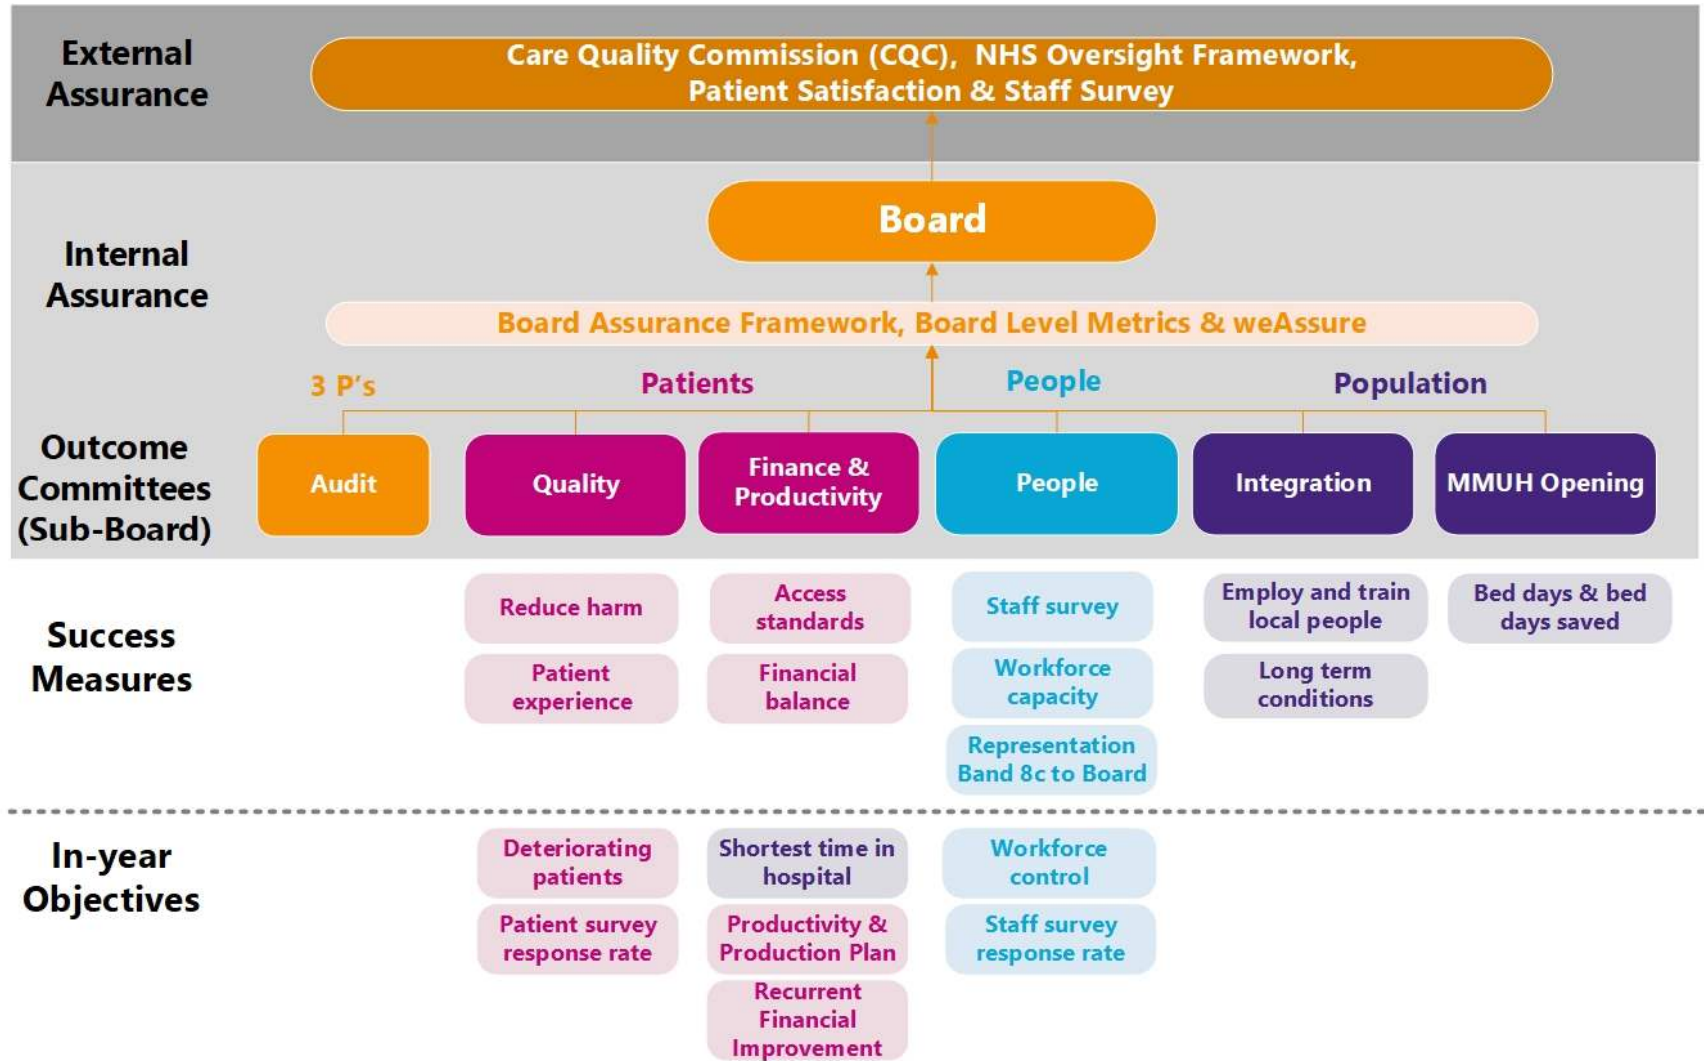 External
Assurance
Care Quality Commission (CQC), NHS Oversight Framework,
Patient Satisfaction & Staff Survey
Internal
Assurance
Board
Board Assurance Framework, Board Level Metrics & weAssure
3 P's
Patients
People
Population
Outcome
Committees
(Sub-Board)
Audit
Quality
Finance &
Productivity
People
Integration
MMUH Opening
Success
Measures
Reduce harm
Access
standards
Staff survey
Employ and train
local people
Bed days & bed
days saved
Patient
experience
Financial
balance
Workforce
capacity
Long term
conditions
Representation
Band 8c to Board
In-year
Objectives
Deteriorating
patients
Shortest time in
hospital
Workforce
control
Patient survey
response rate
Productivity &
Production Plan
Staff survey
response rate
Recurrent
Financial
Improvement